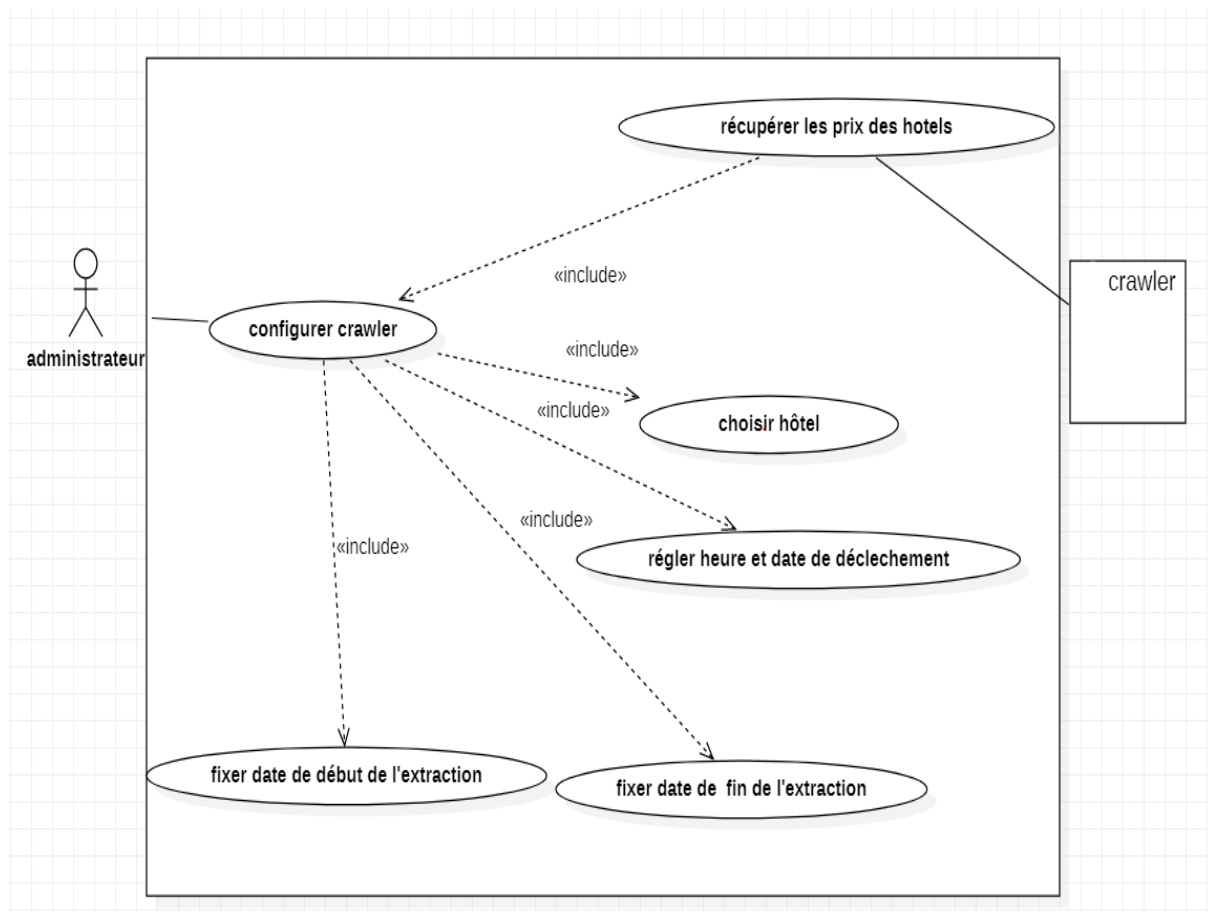 récupérer les prix des hotels
crawler
«include»
configurer crawler
administrateur
«include»
«include»
choisir hôtel
«include»
régler heure et date de déclechement
«include»
fixer date de début de l'extraction
fixer date de  fin de l'extraction